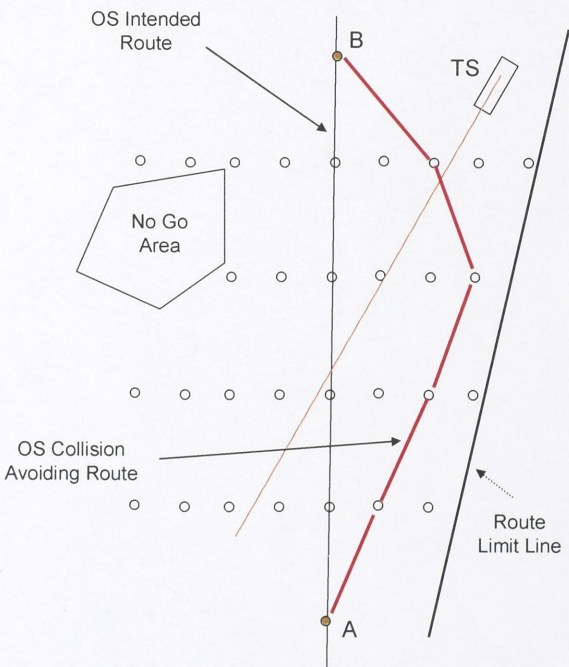 OS Intended
Route
B
TS
No Go
Area
OS Collision
Avoiding Route
Route
Limit Line
A